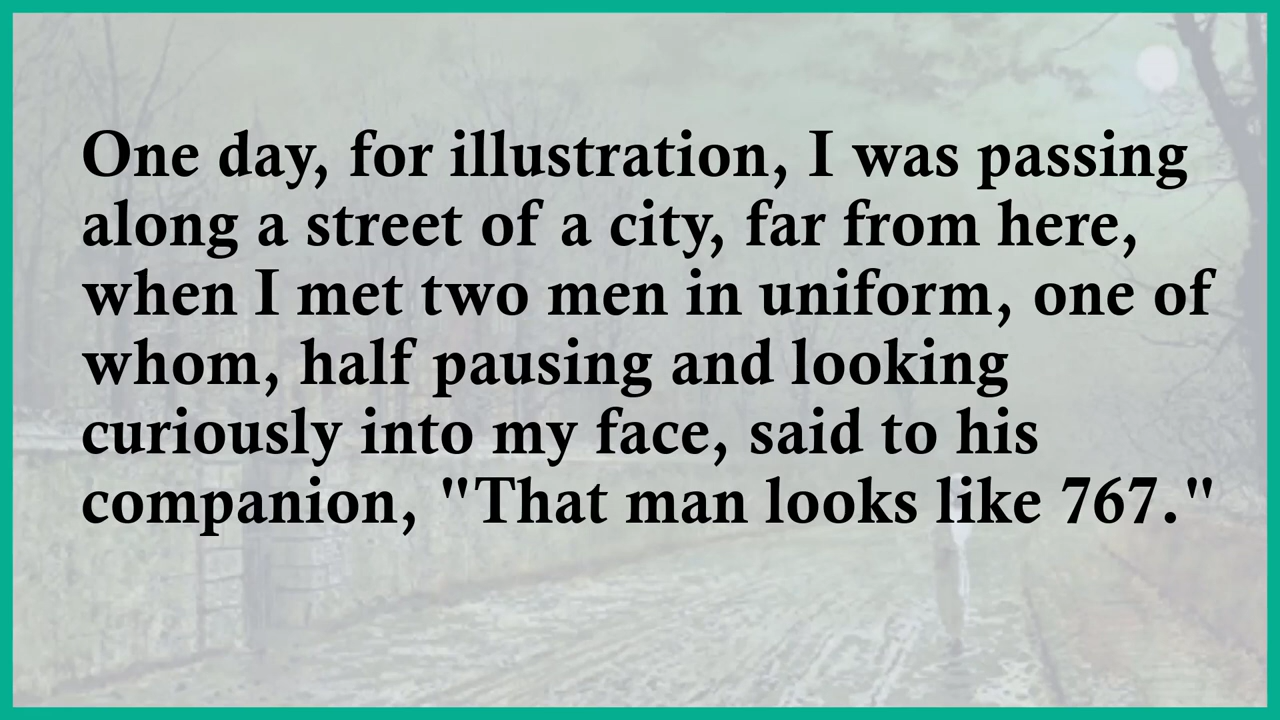 One day, for illustration, I was passing
along a street of a city, far from here,
when I met two men in uniform, one of
whom, half pausing and looking
curiously into my face, said to his
companion, "That man looks like 767."